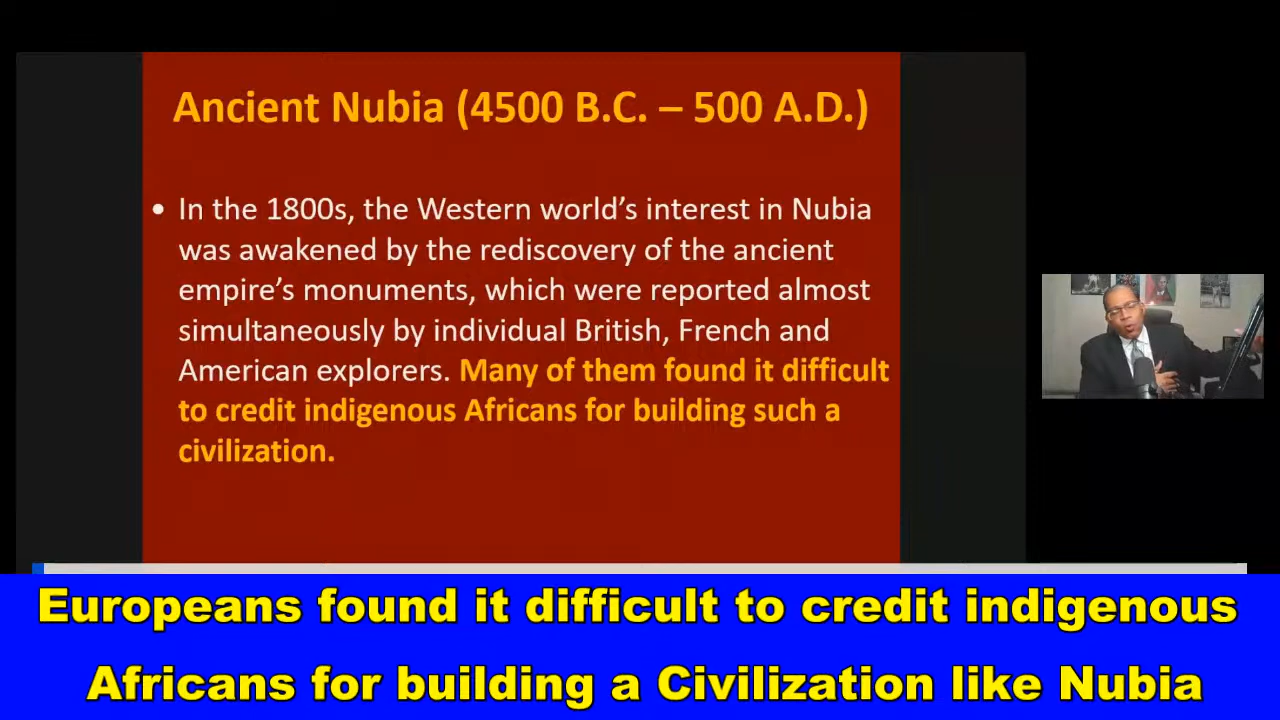 Ancient Nubia (4500 B.C. – 500 A.D.)
• In the 1800s, the Western world’s interest in Nubia
was awakened by the rediscovery of the ancient
empire’s monuments, which were reported almost
simultaneously by individual British, French and
American explorers. Many of them found it difficult
to credit indigenous Africans for building such a
civilization.
Europeans found it difficult to credit indigenous
Africans for building a Civilization like Nubia